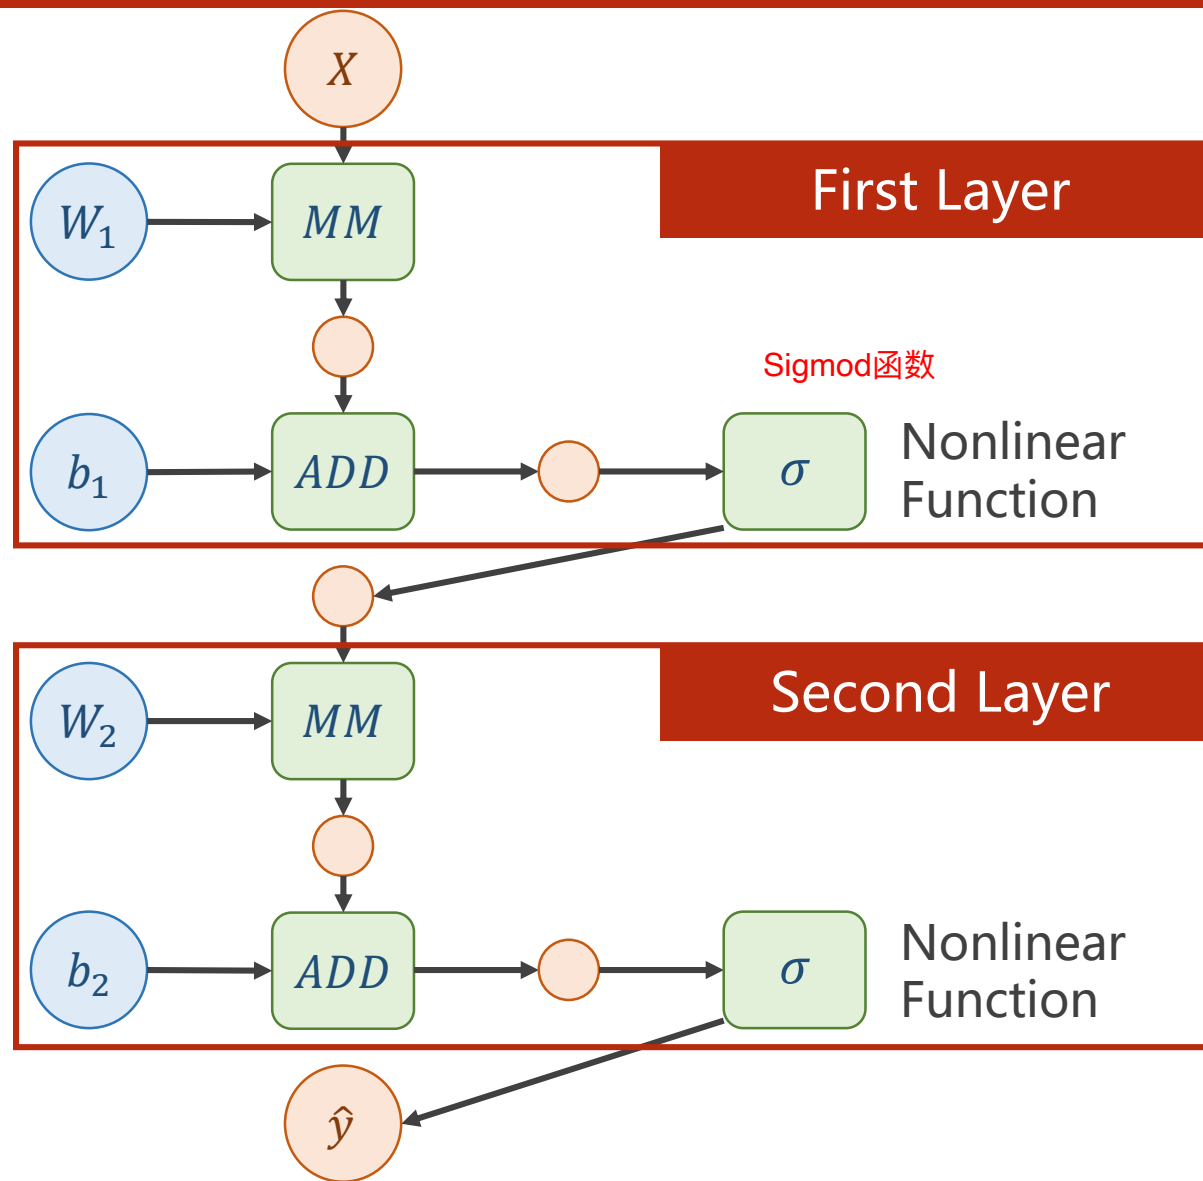 X
First Layer
W₁
MM
Sigmod函数
b₁
ADD
σ
Nonlinear
Function
Second Layer
W₂
MM
b₂
ADD
σ
Nonlinear
Function
ŷ